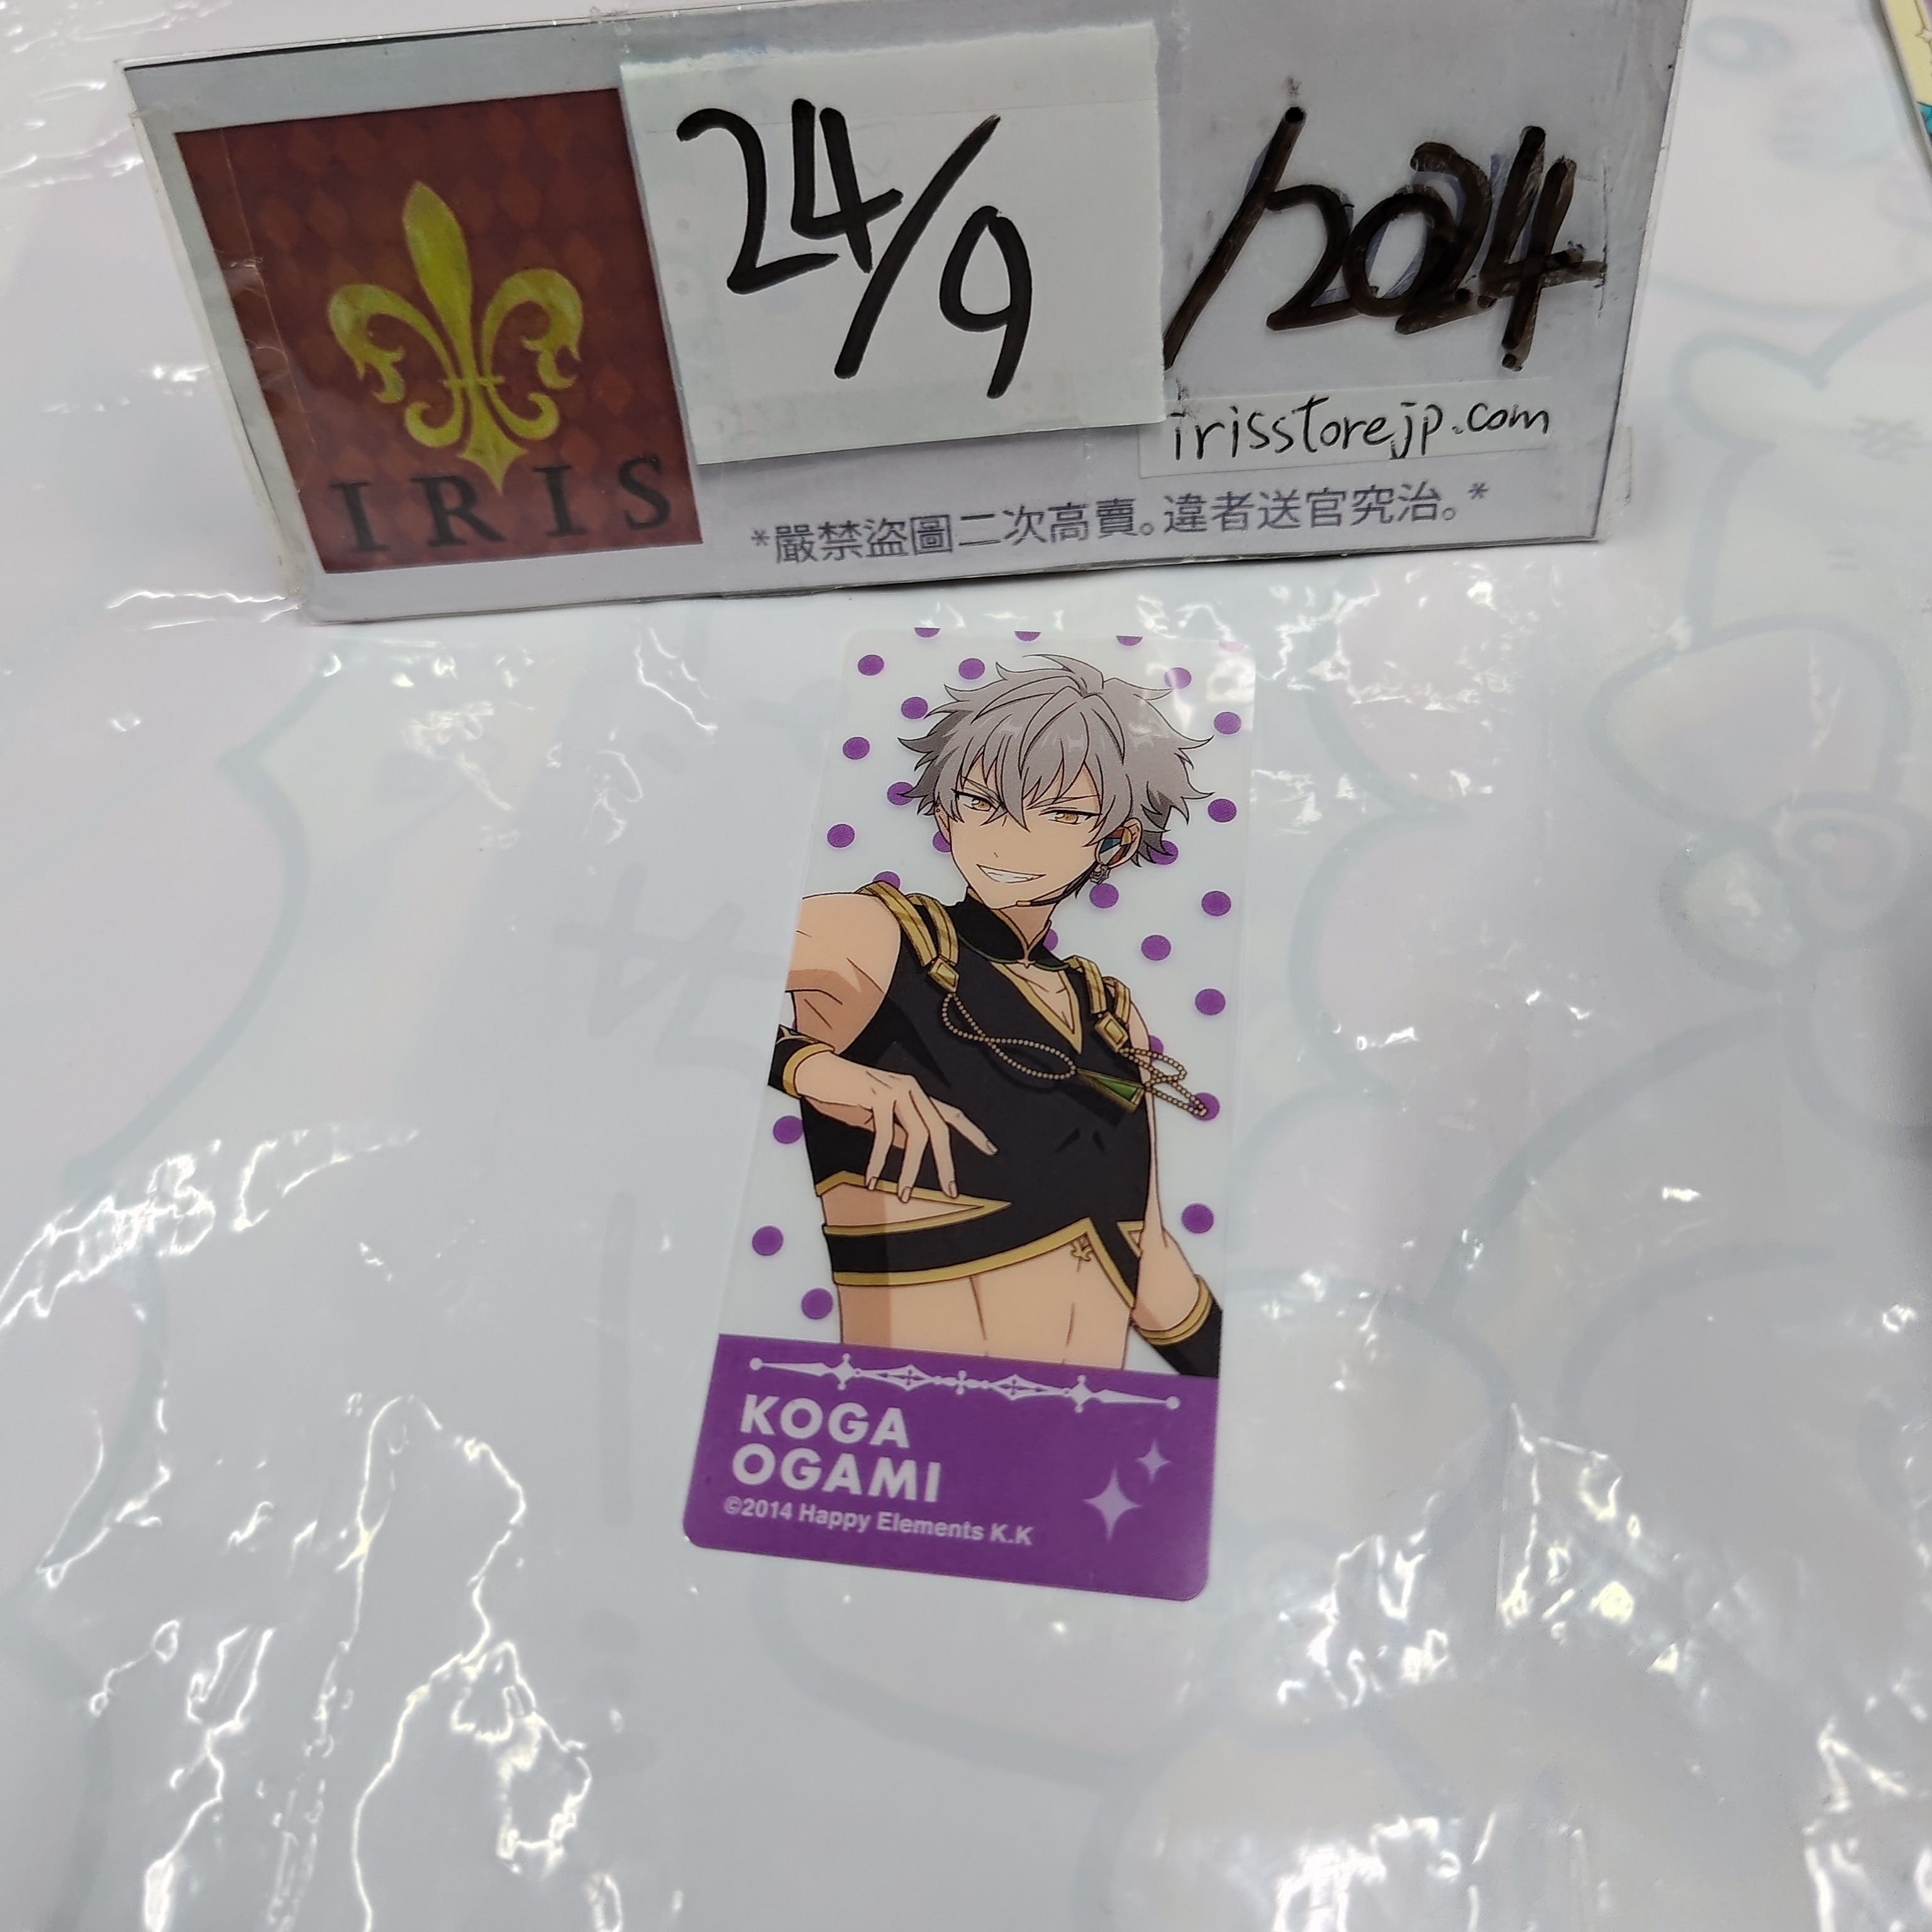 24/9/2024
IRIS
irisstorejp.com
*嚴禁盜圖二次高賣。違者送官究治。*
KOGA
OGAMI
©2014 Happy Elements K.K